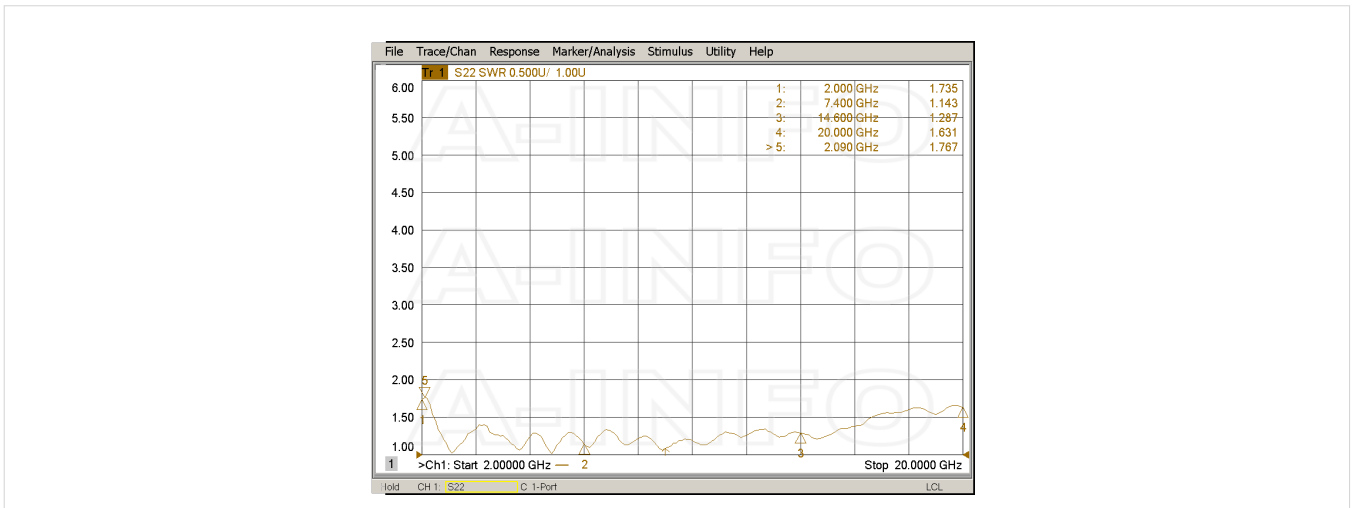 File Trace/Chan Response Marker/Analysis Stimulus Utility Help
Tr 1 S22 SWR 0.500U/ 1.00U
6.00
5.50
5.00
4.50
4.00
3.50
3.00
2.50
2.00
1.50
1.00
1: 2.000 GHz 1.735
2: 7.400 GHz 1.143
3: 14.600 GHz 1.287
4: 20.000 GHz 1.631
> 5: 2.090 GHz 1.767
A-INFO
A-INFO
A-INFO
5
1
2
3
4
1 >Ch1: Start 2.00000 GHz — Stop 20.0000 GHz
Hold CH 1: S22 C 1-Port LCL